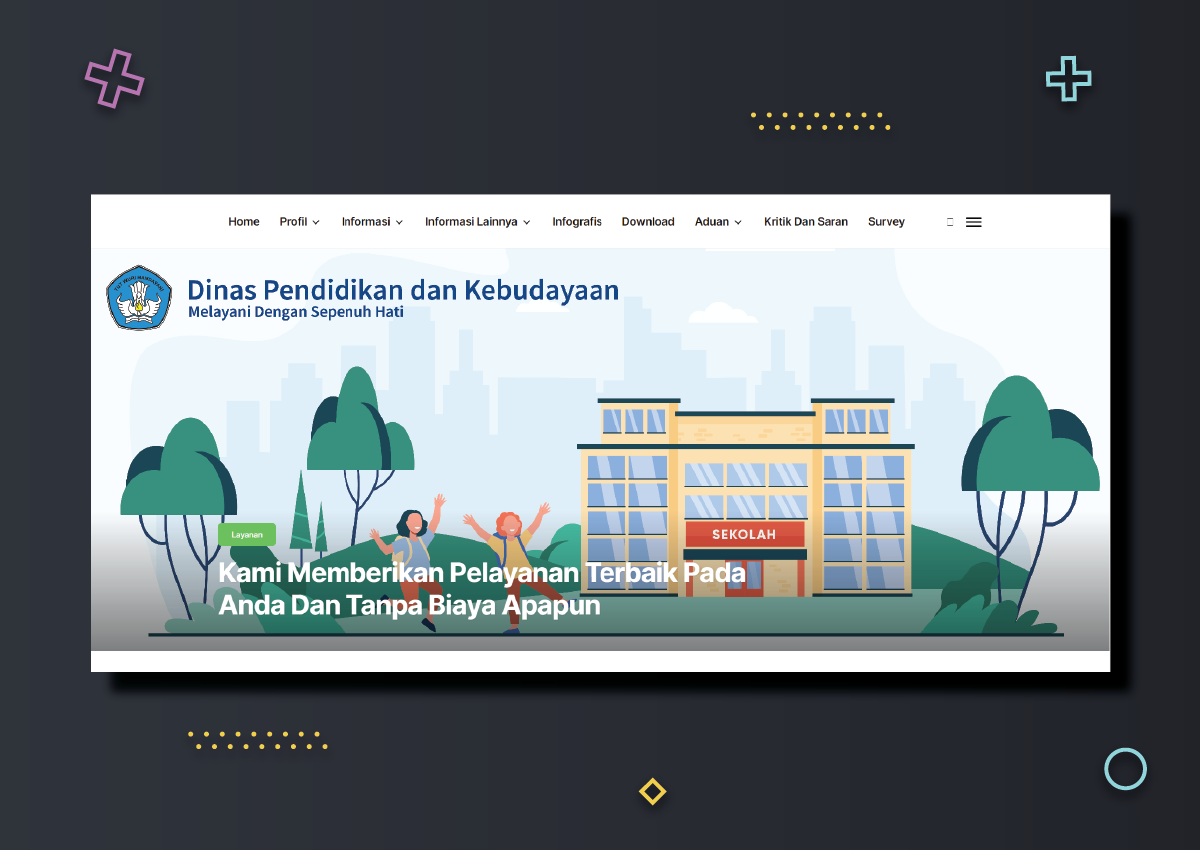 Home Profil Informasi Informasi Lainnya Infografis Download Aduan Kritik Dan Saran Survey
TUT WURI HANDAYANI
Dinas Pendidikan dan Kebudayaan
Melayani Dengan Sepenuh Hati
SEKOLAH
Layanan
Kami Memberikan Pelayanan Terbaik Pada
Anda Dan Tanpa Biaya Apapun